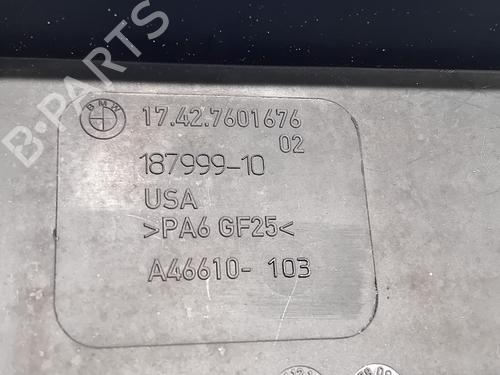 BMW
17.42.7601676
02
187999-10
USA
>PA6 GF25<
A46610- 103
B-PARTS